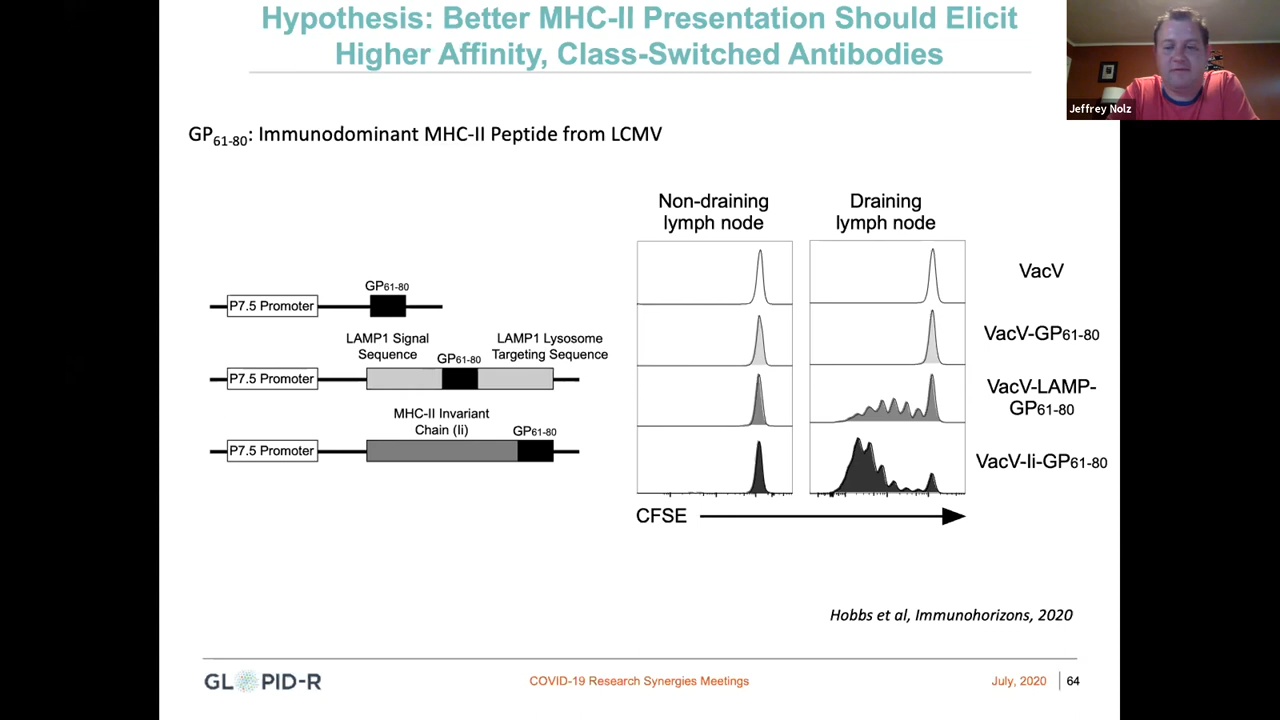 Hypothesis: Better MHC-II Presentation Should Elicit
Higher Affinity, Class-Switched Antibodies
Jeffrey Nolz
GP61-80: Immunodominant MHC-II Peptide from LCMV
Non-draining
lymph node
Draining
lymph node
VacV
GP61-80
P7.5 Promoter
VacV-GP61-80
LAMP1 Signal
Sequence
LAMP1 Lysosome
Targeting Sequence
GP61-80
P7.5 Promoter
VacV-LAMP-
GP61-80
MHC-II Invariant
Chain (Ii)
GP61-80
P7.5 Promoter
VacV-Ii-GP61-80
CFSE
Hobbs et al, Immunohorizons, 2020
GLOPID-R
COVID-19 Research Synergies Meetings
July, 2020
64